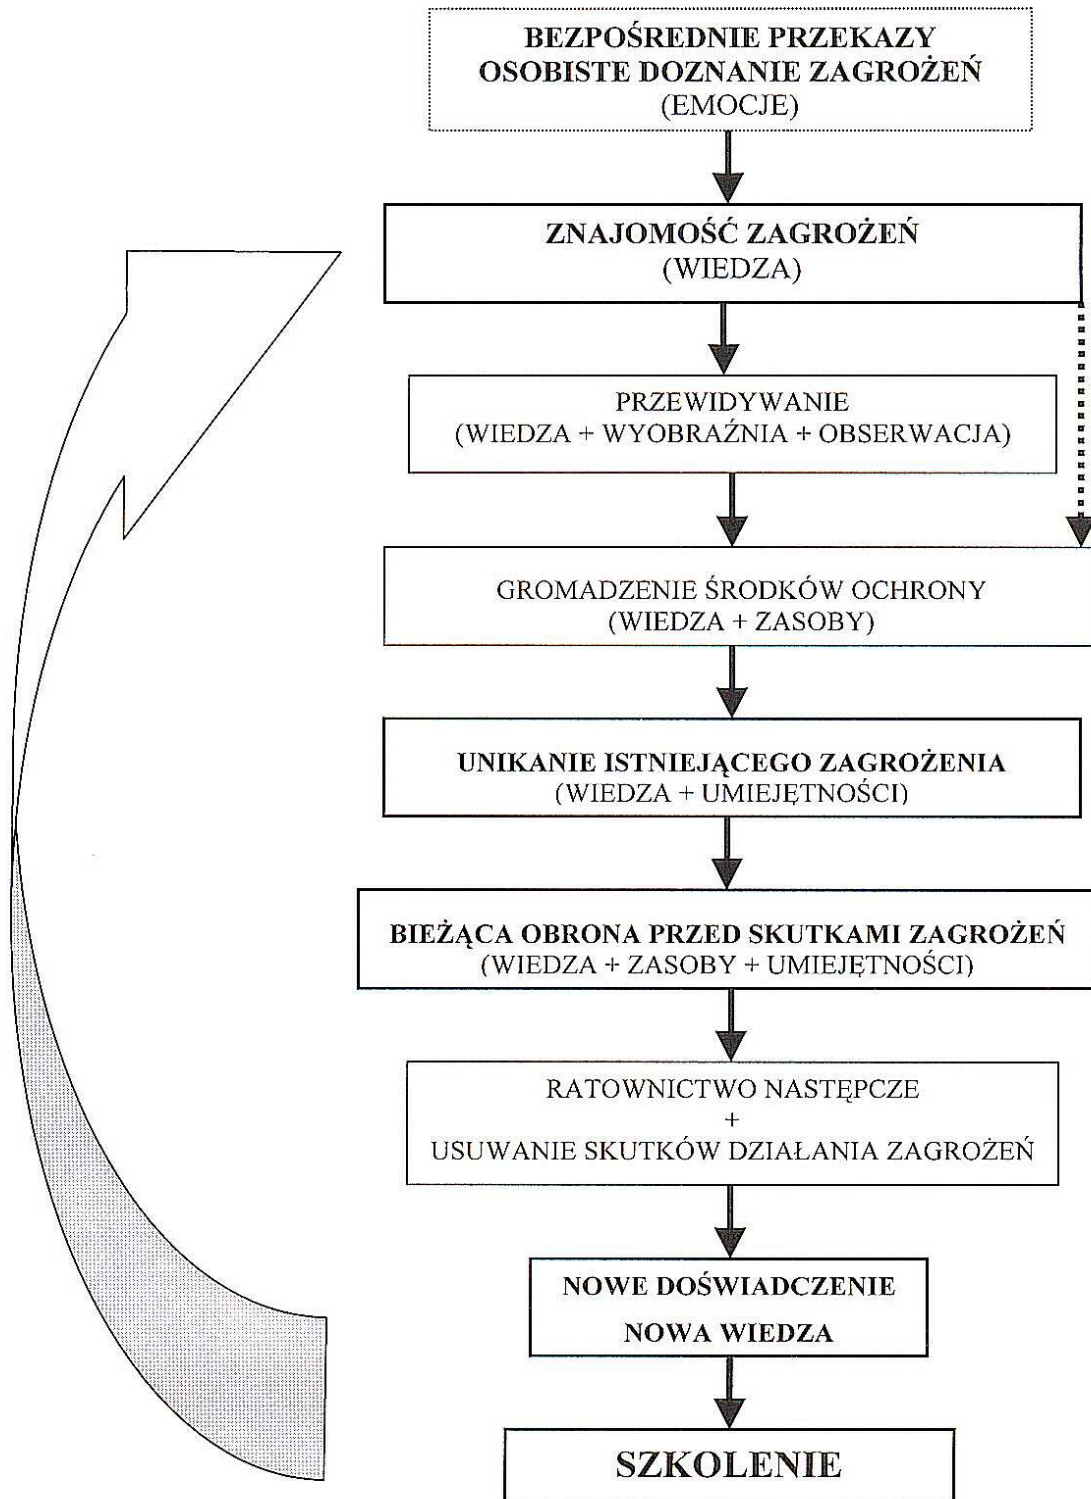 BEZPOŚREDNIE PRZEKAZY
OSOBISTE DOZNANIE ZAGROŻEŃ
(EMOCJE)
ZNAJOMOŚĆ ZAGROŻEŃ
(WIEDZA)
PRZEWIDYWANIE
(WIEDZA + WYOBRAŹNIA + OBSERWACJA)
GROMADZENIE ŚRODKÓW OCHRONY
(WIEDZA + ZASOBY)
UNIKANIE ISTNIEJĄCEGO ZAGROŻENIA
(WIEDZA + UMIEJĘTNOŚCI)
BIEŻĄCA OBRONA PRZED SKUTKAMI ZAGROŻEŃ
(WIEDZA + ZASOBY + UMIEJĘTNOŚCI)
RATOWNICTWO NASTĘPCZE
+
USUWANIE SKUTKÓW DZIAŁANIA ZAGROŻEŃ
NOWE DOŚWIADCZENIE
NOWA WIEDZA
SZKOLENIE